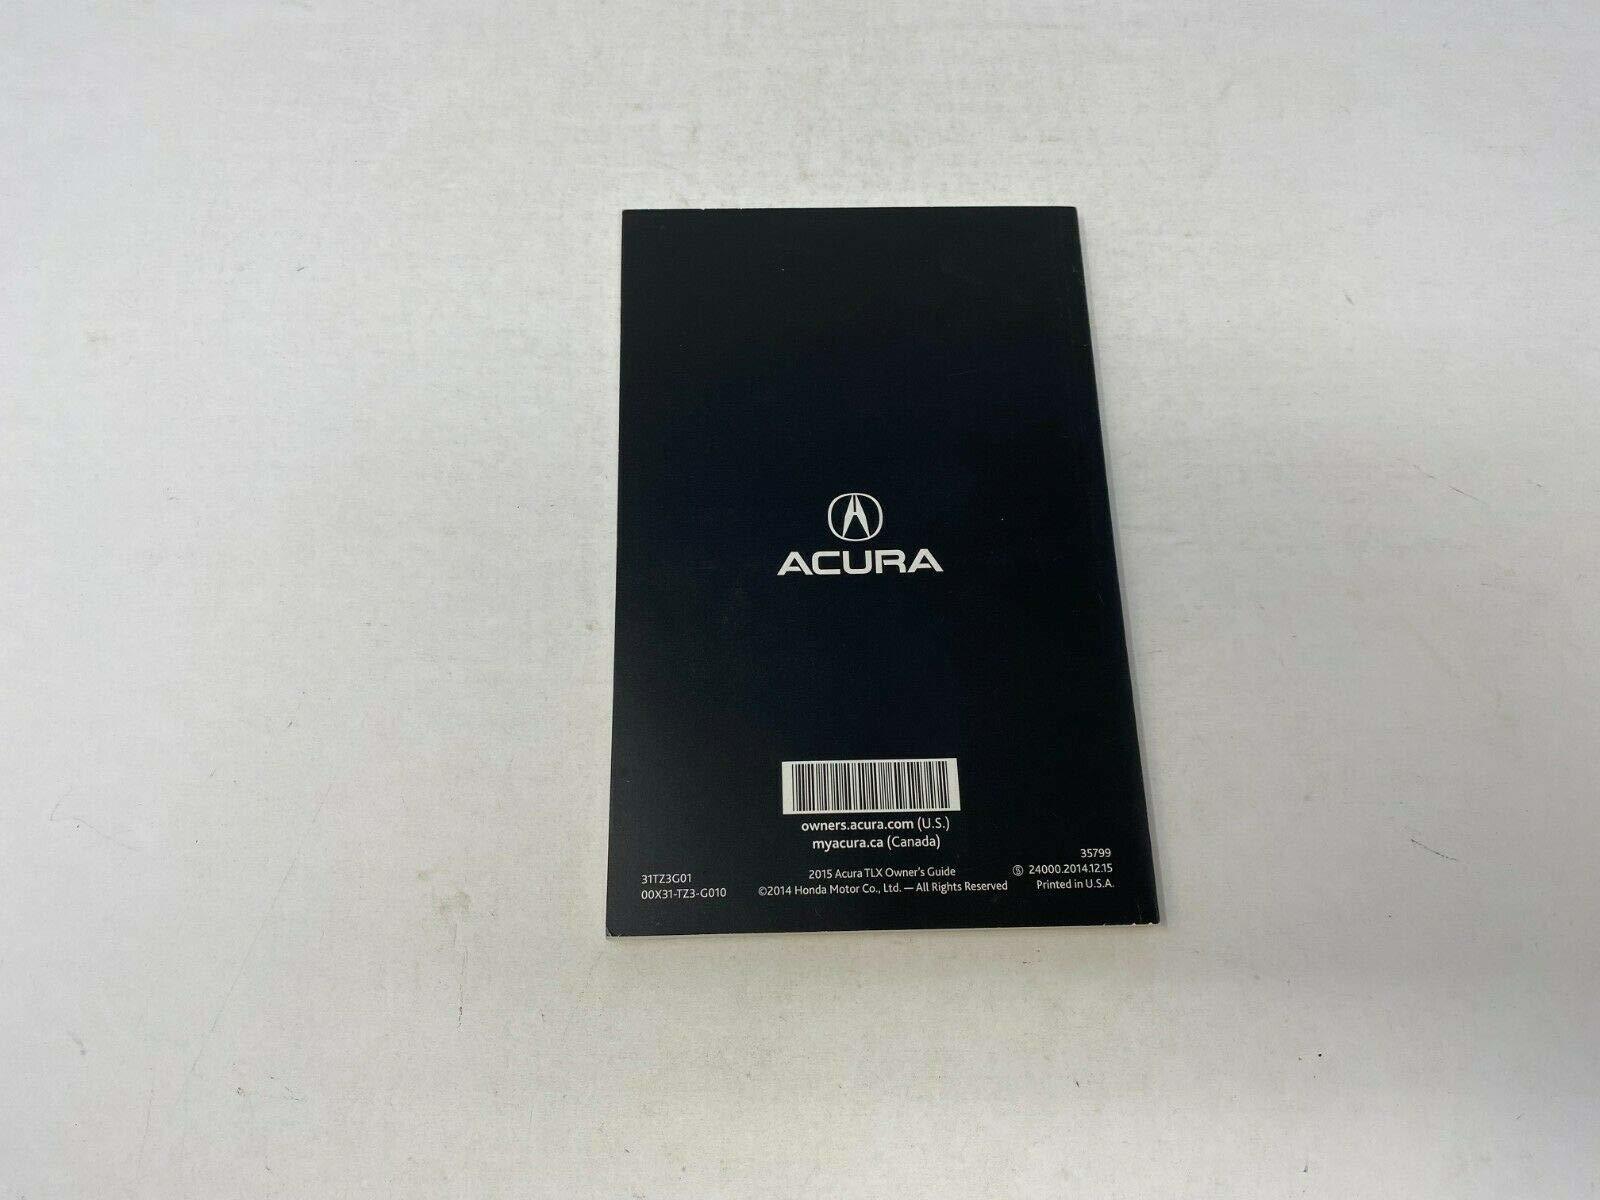 ACURA
owners.acura.com (U.S.)
myacura.ca (Canada)
31TZ3G01
00X31-TZ3-G010
2015 Acura TLX Owner's Guide
©2014 Honda Motor Co., Ltd. — All Rights Reserved
35799
Ⓢ 24000.2014.12.15
Printed in U.S.A.